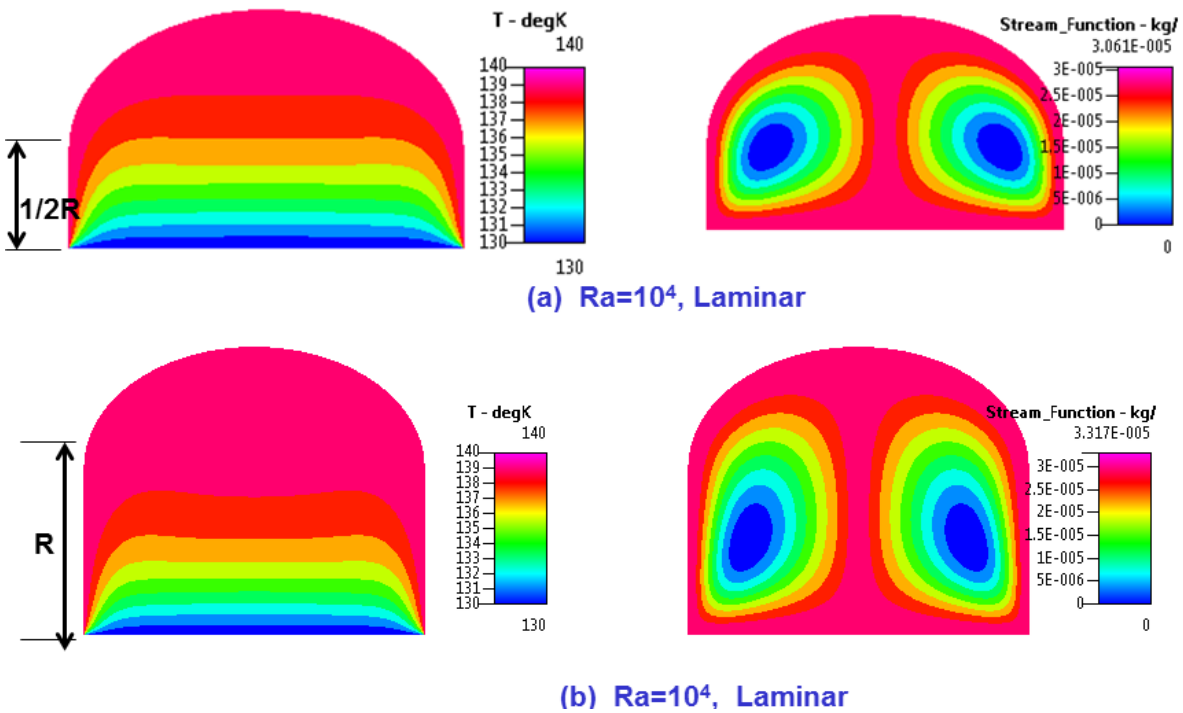 T - degK
140
140
139
138
137
136
135
134
133
132
131
130
130
1/2R
Stream_Function - kg/
3.061E-005
3E-005
2.5E-005
2E-005
1.5E-005
1E-005
5E-006
0
0
(a) Ra=10⁴, Laminar
T - degK
140
140
139
138
137
136
135
134
133
132
131
130
130
R
Stream_Function - kg/
3.317E-005
3E-005
2.5E-005
2E-005
1.5E-005
1E-005
5E-006
0
0
(b) Ra=10⁴, Laminar